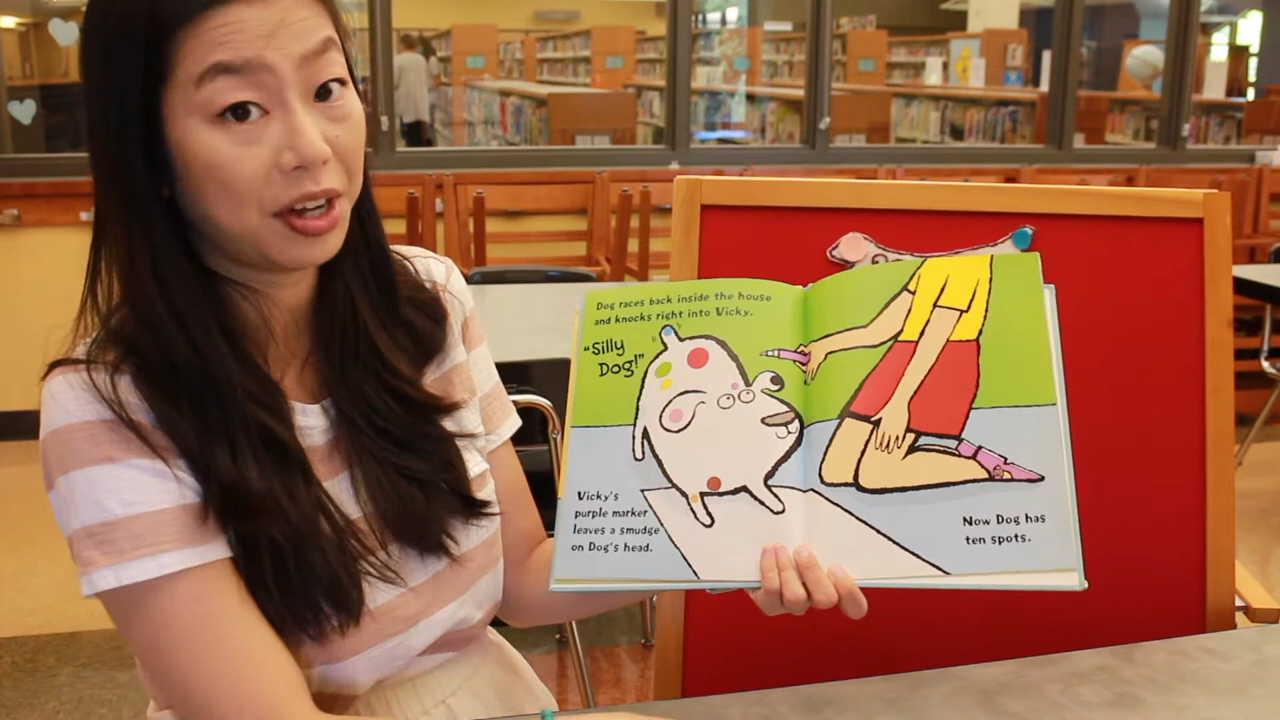 Dog races back inside the house
and knocks right into Vicky.
"Silly
Dog!"
Vicky's
purple marker
leaves a smudge
on Dog's head.
Now Dog has
ten spots.